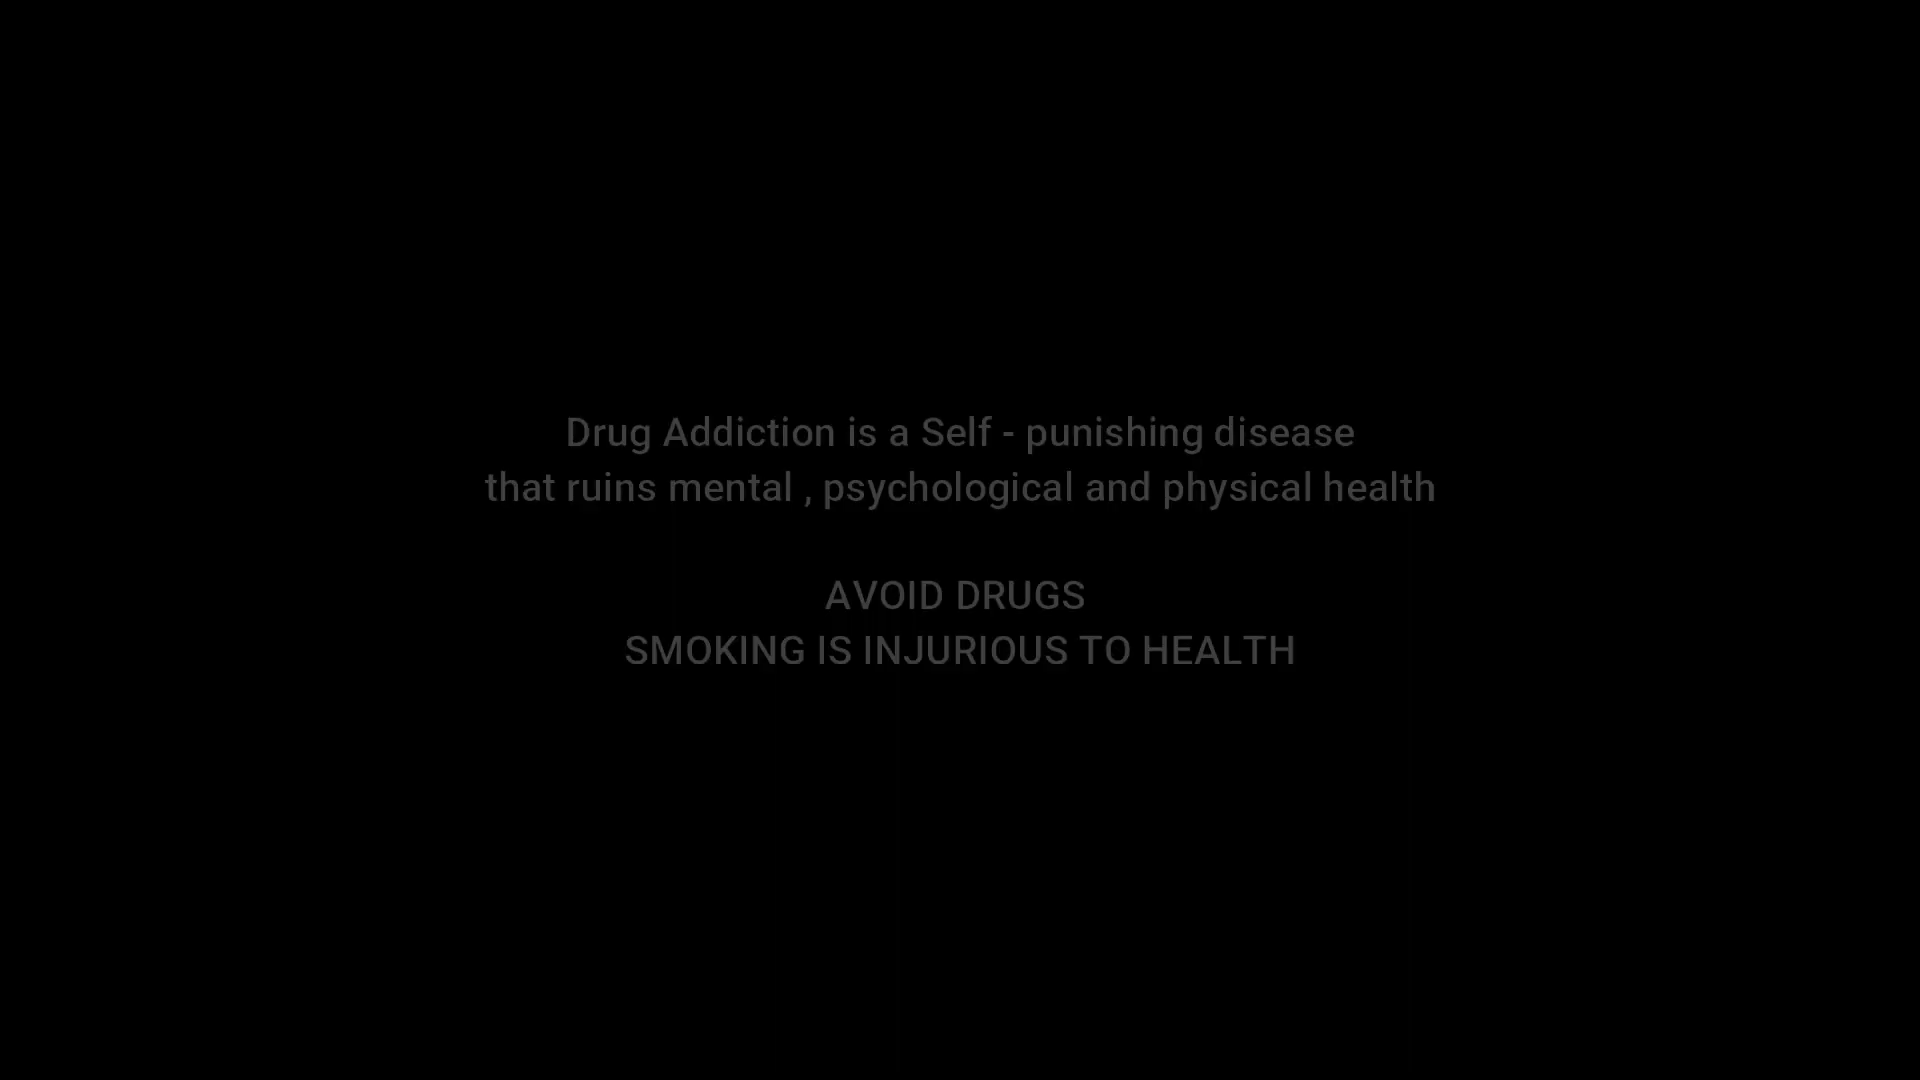 Drug Addiction is a Self - punishing disease
that ruins mental , psychological and physical health
AVOID DRUGS
SMOKING IS INJURIOUS TO HEALTH